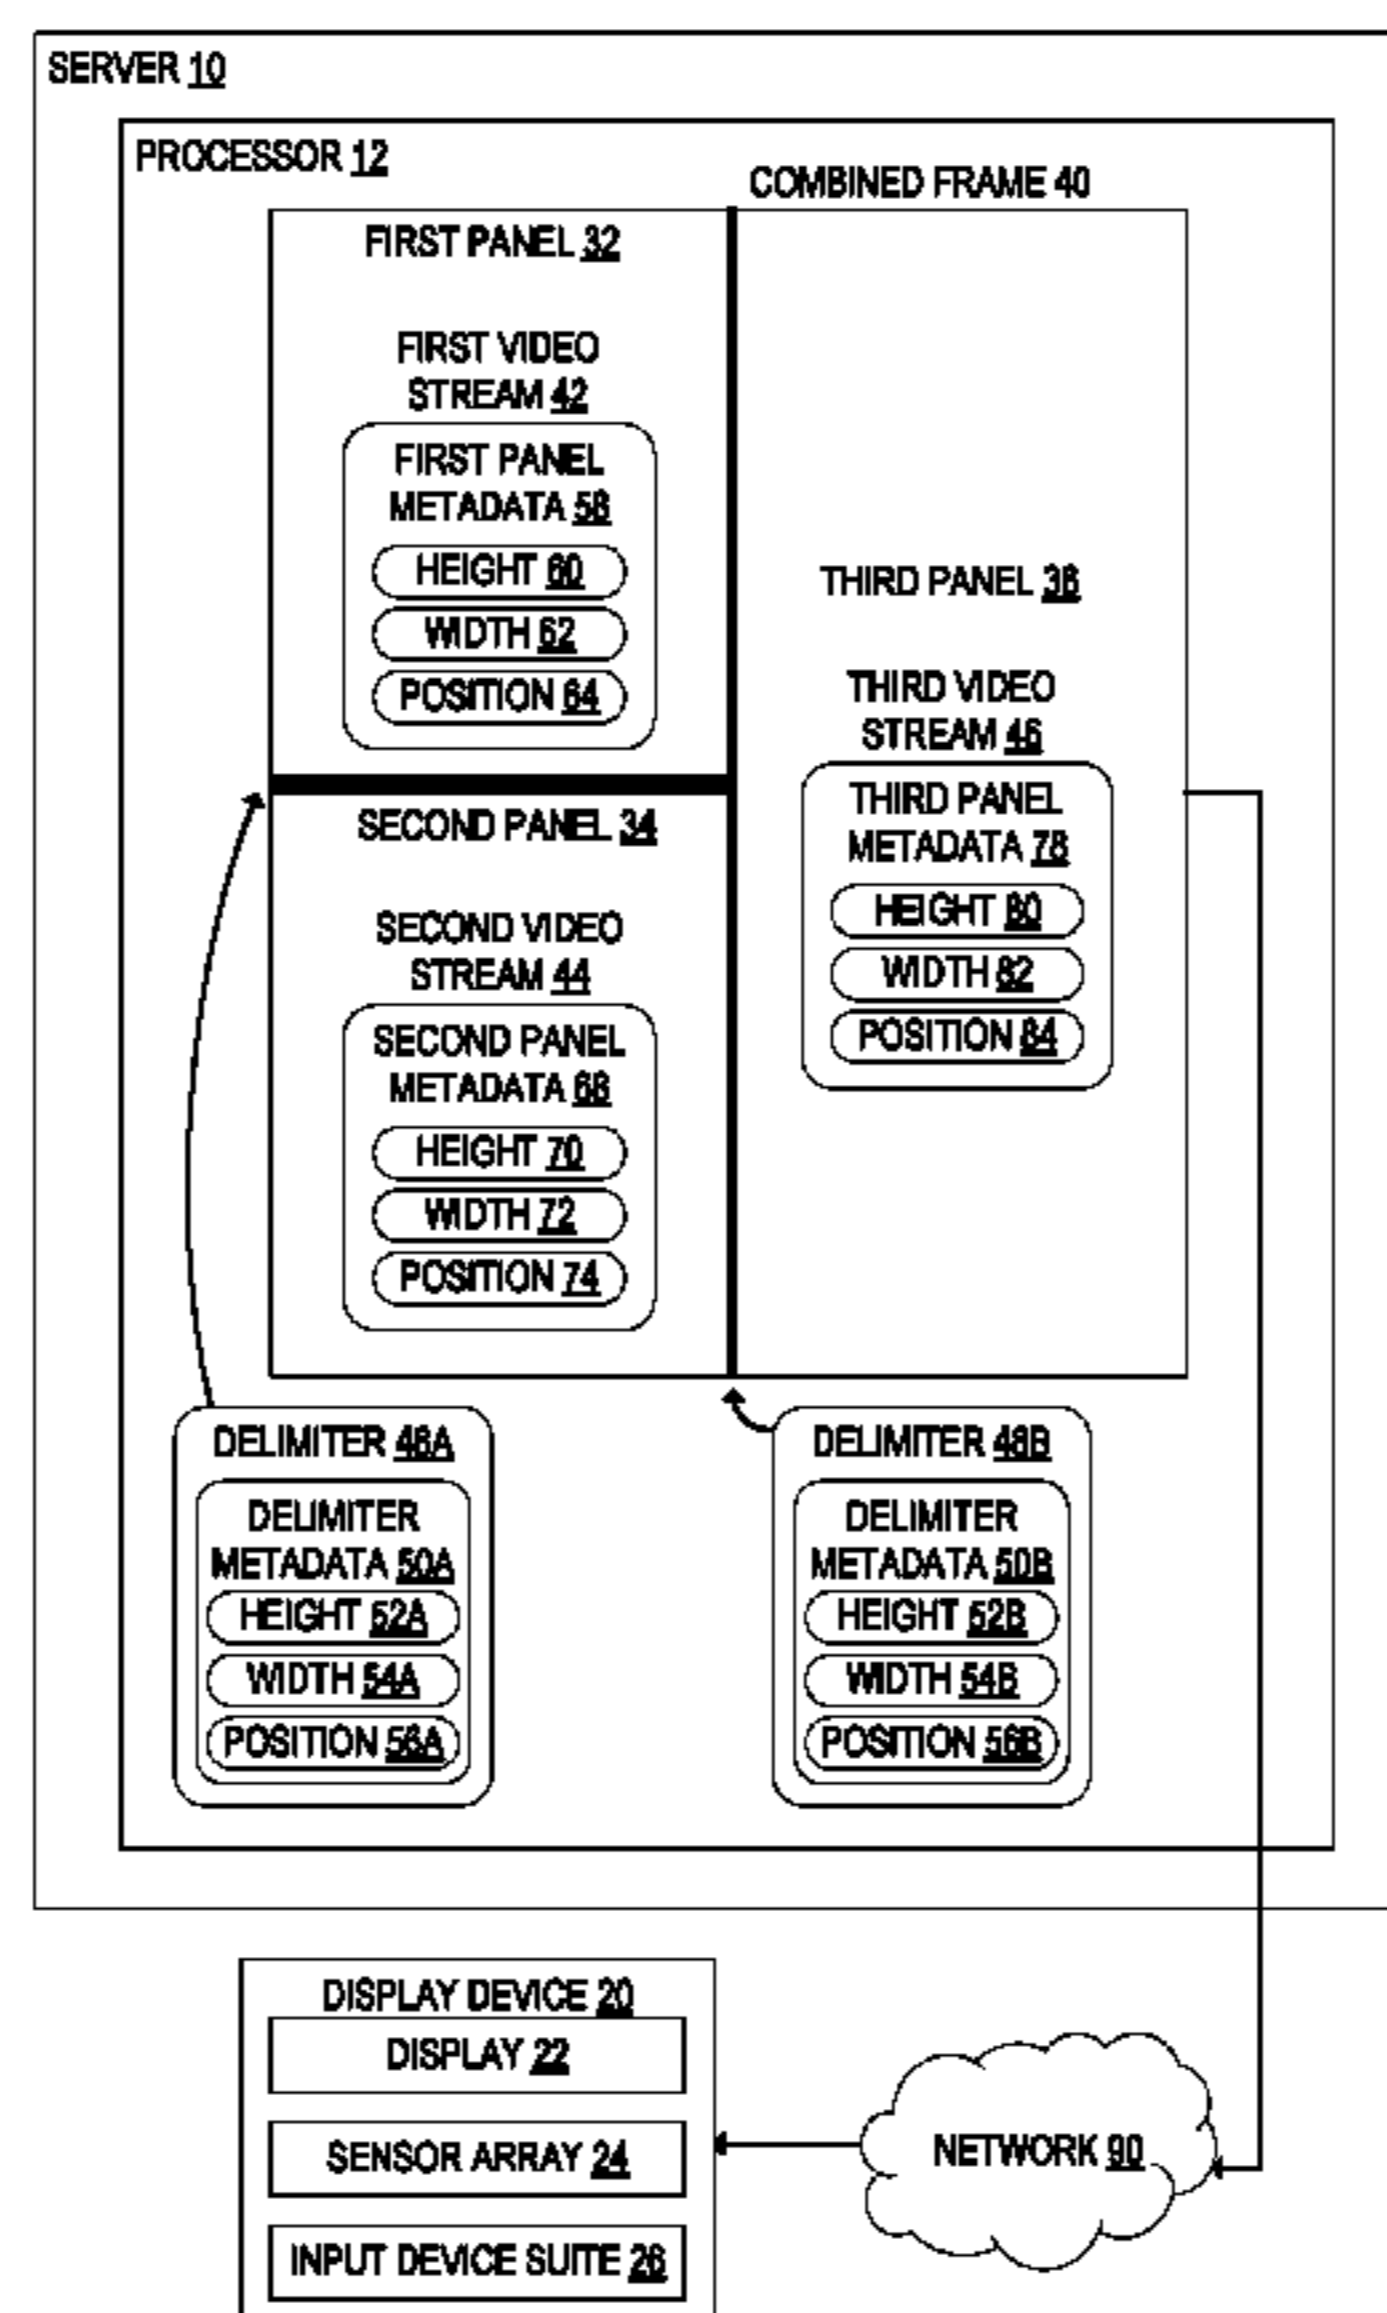 SERVER 10
PROCESSOR 12
COMBINED FRAME 40
FIRST PANEL 32
FIRST VIDEO
STREAM 42
FIRST PANEL
METADATA 58
HEIGHT 60
WIDTH 62
POSITION 64
SECOND PANEL 34
SECOND VIDEO
STREAM 44
SECOND PANEL
METADATA 68
HEIGHT 70
WIDTH 72
POSITION 74
THIRD PANEL 36
THIRD VIDEO
STREAM 46
THIRD PANEL
METADATA 78
HEIGHT 80
WIDTH 82
POSITION 84
DELIMITER 48A
DELIMITER
METADATA 50A
HEIGHT 52A
WIDTH 54A
POSITION 56A
DELIMITER 48B
DELIMITER
METADATA 50B
HEIGHT 52B
WIDTH 54B
POSITION 56B
DISPLAY DEVICE 20
DISPLAY 22
SENSOR ARRAY 24
INPUT DEVICE SUITE 26
NETWORK 90